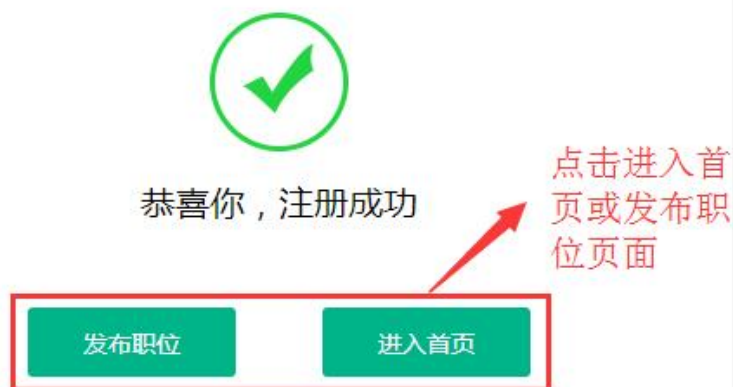 恭喜你，注册成功
点击进入首
页或发布职
位页面
发布职位
进入首页